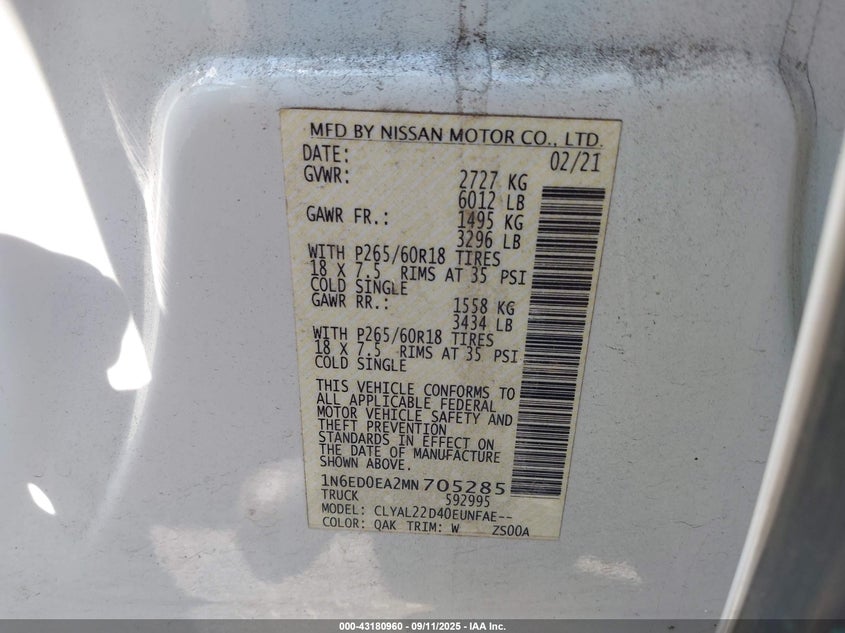 MFD BY NISSAN MOTOR CO., LTD.
DATE: 02/21
GVWR: 2727 KG
6012 LB
GAWR FR.: 1495 KG
3296 LB
WITH P265/60R18 TIRES
18 X 7.5 RIMS AT 35 PSI
COLD SINGLE
GAWR RR.: 1558 KG
3434 LB
WITH P265/60R18 TIRES
18 X 7.5 RIMS AT 35 PSI
COLD SINGLE
THIS VEHICLE CONFORMS TO
ALL APPLICABLE FEDERAL
MOTOR VEHICLE SAFETY AND
THEFT PREVENTION
STANDARDS IN EFFECT ON
THE DATE OF MANUFACTURE
SHOWN ABOVE.
1N6ED0EA2MN705285
TRUCK 592995
MODEL: CLYAL22D40EUNFAE--
COLOR: QAK TRIM: W ZS00A
000-43180960 - 09/11/2025 - IAA Inc.